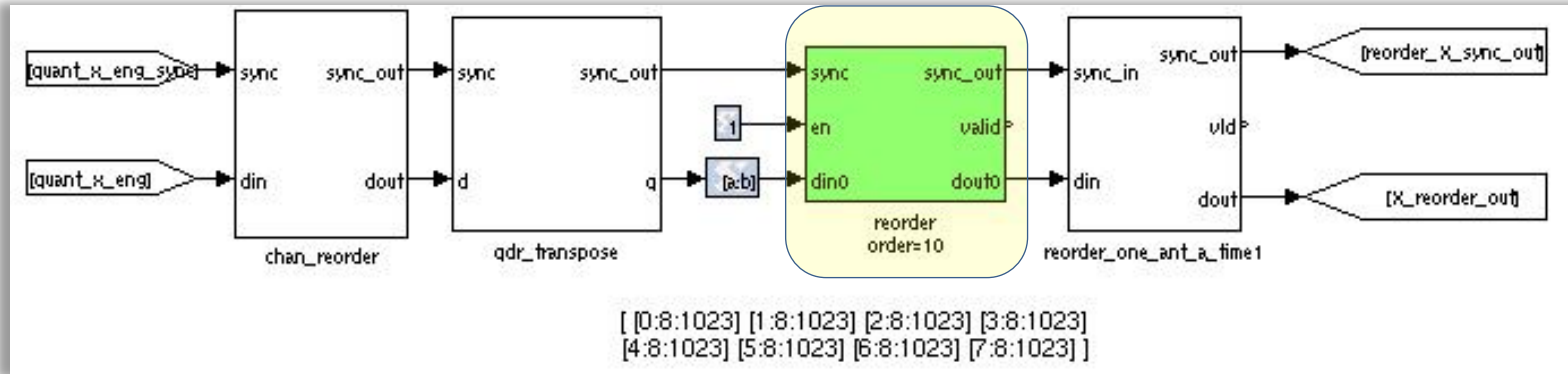 [quant_x_eng_sync]
sync
sync_out
sync
sync_out
sync
sync_out
sync_in
sync_out
[reorder_X_sync_out]
1
en
valid
vld
[quant_x_eng]
din
dout
d
q
[a:b]
din0
dout0
din
dout
[X_reorder_out]
chan_reorder
qdr_transpose
reorder
order=10
reorder_one_ant_a_time1
[ [0:8:1023] [1:8:1023] [2:8:1023] [3:8:1023]
[4:8:1023] [5:8:1023] [6:8:1023] [7:8:1023] ]